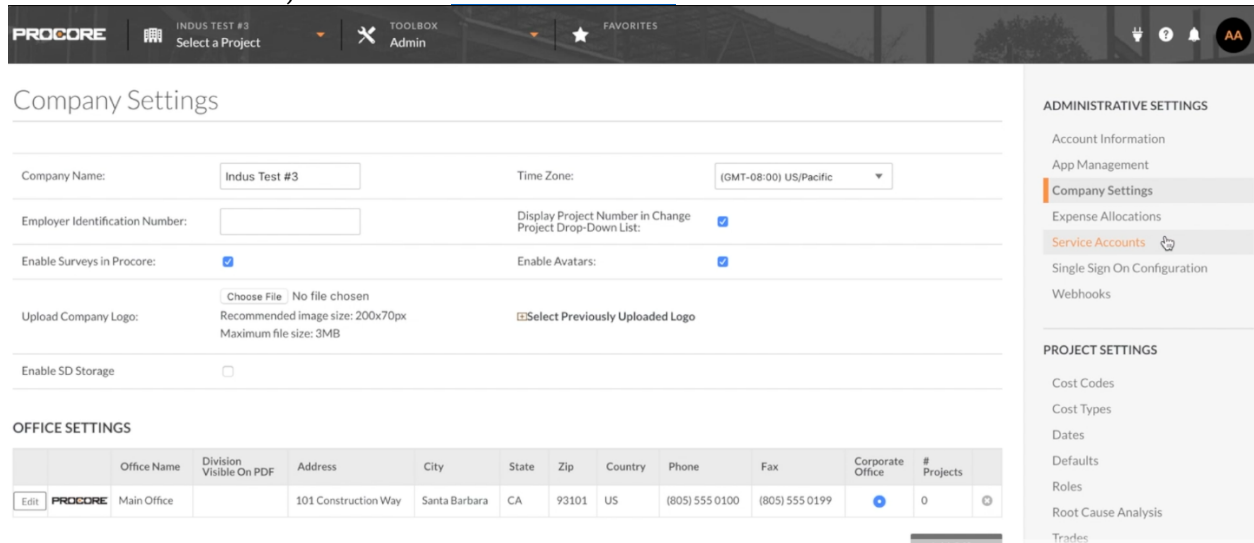 PROCORE
INDUS TEST #3
Select a Project
TOOLBOX
Admin
FAVORITES
AA
Company Settings
Company Name:
Indus Test #3
Time Zone:
(GMT-08:00) US/Pacific
Employer Identification Number:
Display Project Number in Change
Project Drop-Down List:
Enable Surveys in Procore:
Enable Avatars:
Upload Company Logo:
Choose File No file chosen
Recommended image size: 200x70px
Maximum file size: 3MB
Select Previously Uploaded Logo
Enable SD Storage
OFFICE SETTINGS
Office Name Division Visible On PDF Address City State Zip Country Phone Fax Corporate Office # Projects
Edit PROCORE Main Office 101 Construction Way Santa Barbara CA 93101 US (805) 555 0100 (805) 555 0199 0
ADMINISTRATIVE SETTINGS
Account Information
App Management
Company Settings
Expense Allocations
Service Accounts
Single Sign On Configuration
Webhooks
PROJECT SETTINGS
Cost Codes
Cost Types
Dates
Defaults
Roles
Root Cause Analysis
Trades